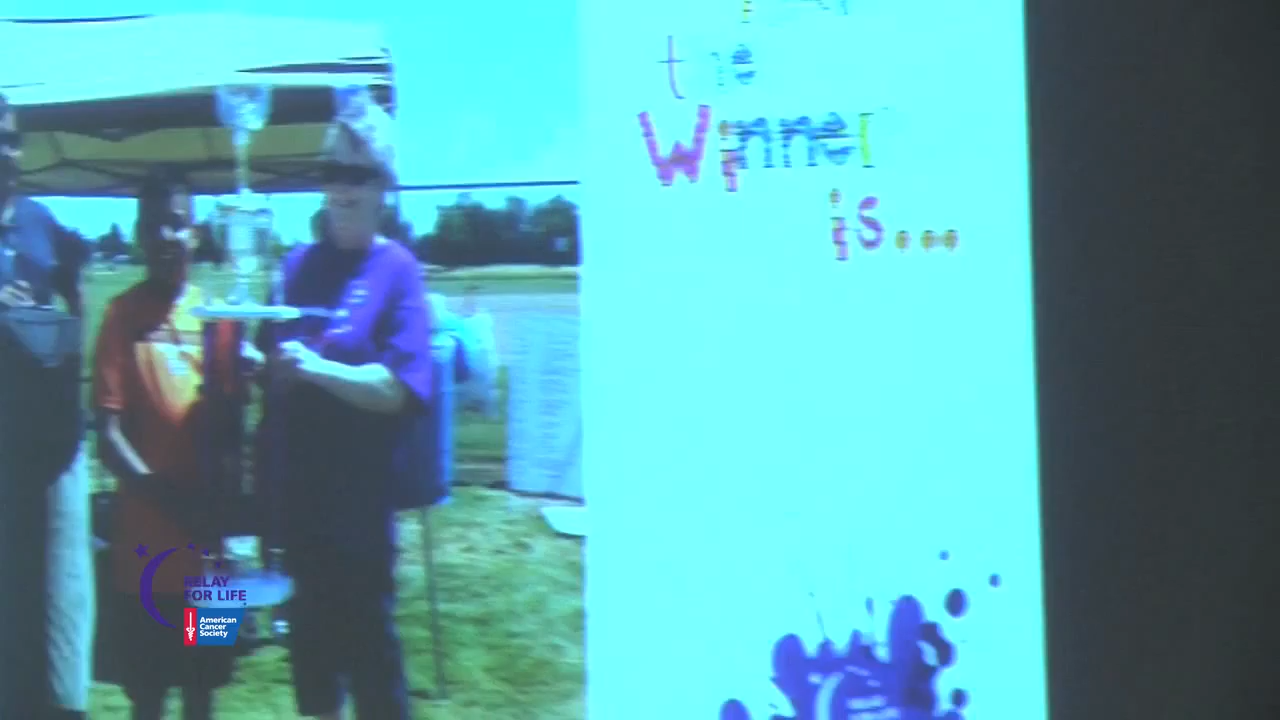 the
Winner
is...
RELAY
FOR LIFE
American
Cancer
Society